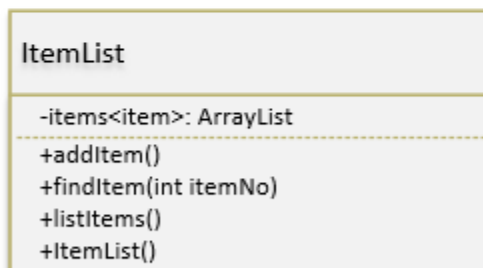 ItemList
-items<item>: ArrayList
+addItem()
+findItem(int itemNo)
+listItems()
+ItemList()